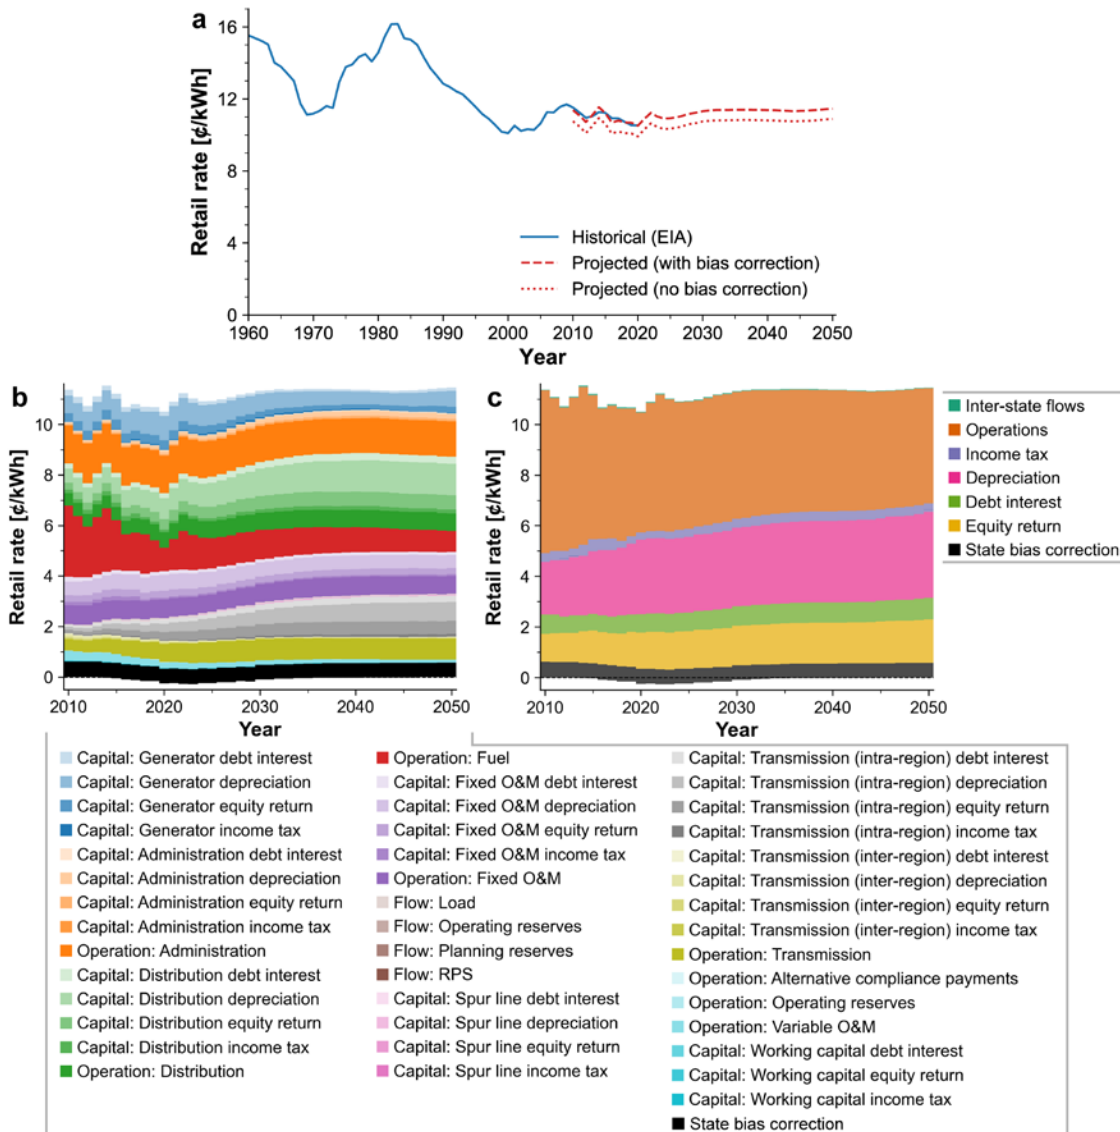 a
16
12
8
4
0
Retail rate [¢/kWh]
Historical (EIA)
Projected (with bias correction)
Projected (no bias correction)
1960 1970 1980 1990 2000 2010 2020 2030 2040 2050
Year
b
10
8
6
4
2
0
Retail rate [¢/kWh]
2010 2020 2030 2040 2050
Year
c
10
8
6
4
2
0
Retail rate [¢/kWh]
2010 2020 2030 2040 2050
Year
Inter-state flows
Operations
Income tax
Depreciation
Debt interest
Equity return
State bias correction
Capital: Generator debt interest
Capital: Generator depreciation
Capital: Generator equity return
Capital: Generator income tax
Capital: Administration debt interest
Capital: Administration depreciation
Capital: Administration equity return
Capital: Administration income tax
Operation: Administration
Capital: Distribution debt interest
Capital: Distribution depreciation
Capital: Distribution equity return
Capital: Distribution income tax
Operation: Distribution
Operation: Fuel
Capital: Fixed O&M debt interest
Capital: Fixed O&M depreciation
Capital: Fixed O&M equity return
Capital: Fixed O&M income tax
Operation: Fixed O&M
Flow: Load
Flow: Operating reserves
Flow: Planning reserves
Flow: RPS
Capital: Spur line debt interest
Capital: Spur line depreciation
Capital: Spur line equity return
Capital: Spur line income tax
Capital: Transmission (intra-region) debt interest
Capital: Transmission (intra-region) depreciation
Capital: Transmission (intra-region) equity return
Capital: Transmission (intra-region) income tax
Capital: Transmission (inter-region) debt interest
Capital: Transmission (inter-region) depreciation
Capital: Transmission (inter-region) equity return
Capital: Transmission (inter-region) income tax
Operation: Transmission
Operation: Alternative compliance payments
Operation: Operating reserves
Operation: Variable O&M
Capital: Working capital debt interest
Capital: Working capital equity return
Capital: Working capital income tax
State bias correction